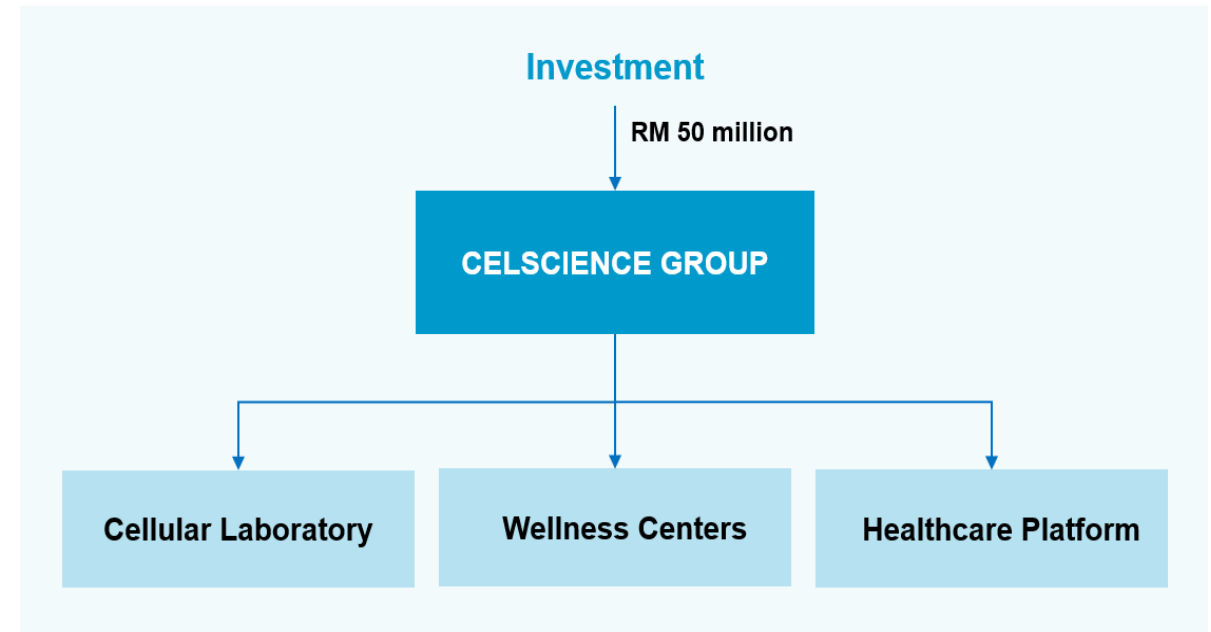 Investment
RM 50 million
CELSCIENCE GROUP
Cellular Laboratory
Wellness Centers
Healthcare Platform